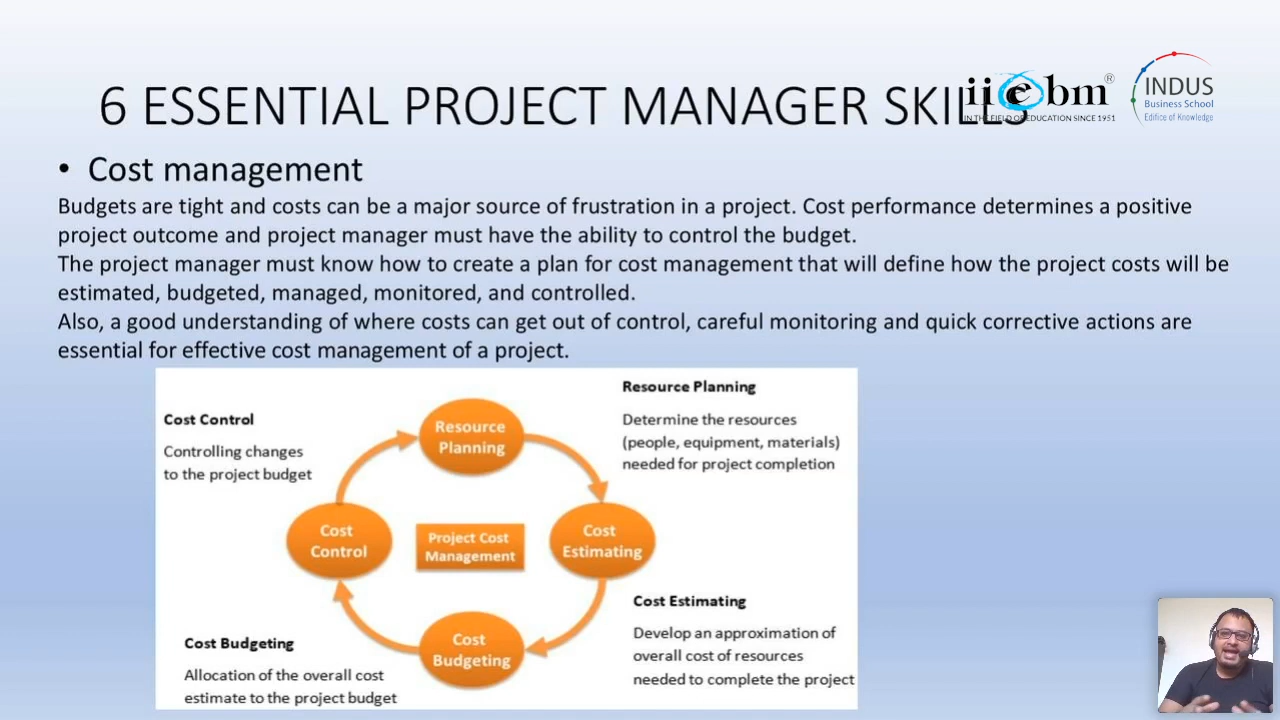 6 ESSENTIAL PROJECT MANAGER SKILLS
iiebm®
IN THE FIELD OF EDUCATION SINCE 1951
INDUS
Business School
Edifice of Knowledge
• Cost management
Budgets are tight and costs can be a major source of frustration in a project. Cost performance determines a positive
project outcome and project manager must have the ability to control the budget.
The project manager must know how to create a plan for cost management that will define how the project costs will be
estimated, budgeted, managed, monitored, and controlled.
Also, a good understanding of where costs can get out of control, careful monitoring and quick corrective actions are
essential for effective cost management of a project.
Resource Planning
Determine the resources
(people, equipment, materials)
needed for project completion
Cost Control
Controlling changes
to the project budget
Resource
Planning
Cost
Control
Project Cost
Management
Cost
Estimating
Cost Estimating
Develop an approximation of
overall cost of resources
needed to complete the project
Cost Budgeting
Allocation of the overall cost
estimate to the project budget
Cost
Budgeting